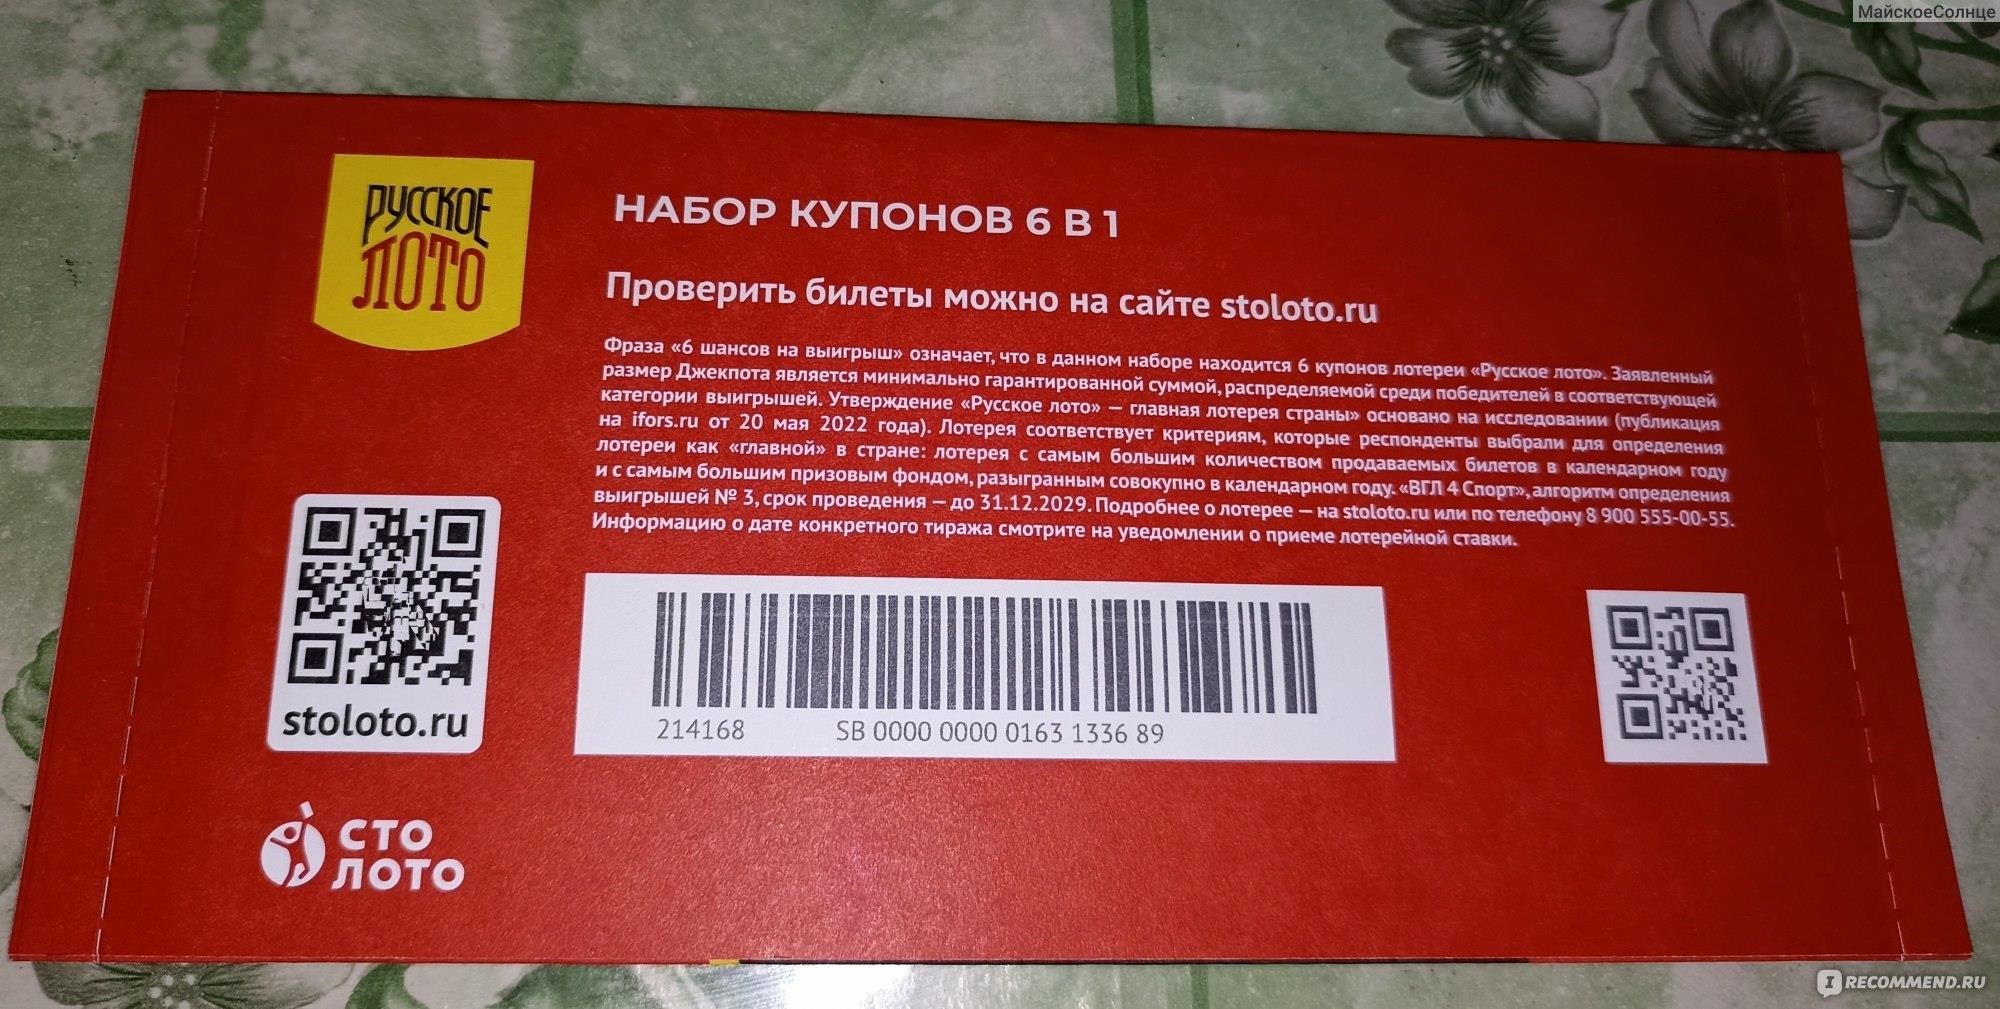 МайскоеСолнце
РУССКОЕ
ЛОТО
НАБОР КУПОНОВ 6 В 1
Проверить билеты можно на сайте stoloto.ru
Фраза «6 шансов на выигрыш» означает, что в данном наборе находится 6 купонов лотереи «Русское лото». Заявленный
размер Джекпота является минимально гарантированной суммой, распределяемой среди победителей в соответствующей
категории выигрышей. Утверждение «Русское лото» — главная лотерея страны» основано на исследовании (публикация
на ifors.ru от 20 мая 2022 года). Лотерея соответствует критериям, которые респонденты выбрали для определения
лотереи как «главной» в стране: лотерея с самым большим количеством продаваемых билетов в календарном году
и с самым большим призовым фондом, разыгранным совокупно в календарном году. «ВГЛ 4 Спорт», алгоритм определения
выигрышей № 3, срок проведения — до 31.12.2029. Подробнее о лотерее — на stoloto.ru или по телефону 8 900 555-00-55.
Информацию о дате конкретного тиража смотрите на уведомлении о приеме лотерейной ставки.
stoloto.ru
214168 SB 0000 0000 0163 1336 89
СТО
ЛОТО
IRECOMMEND.RU